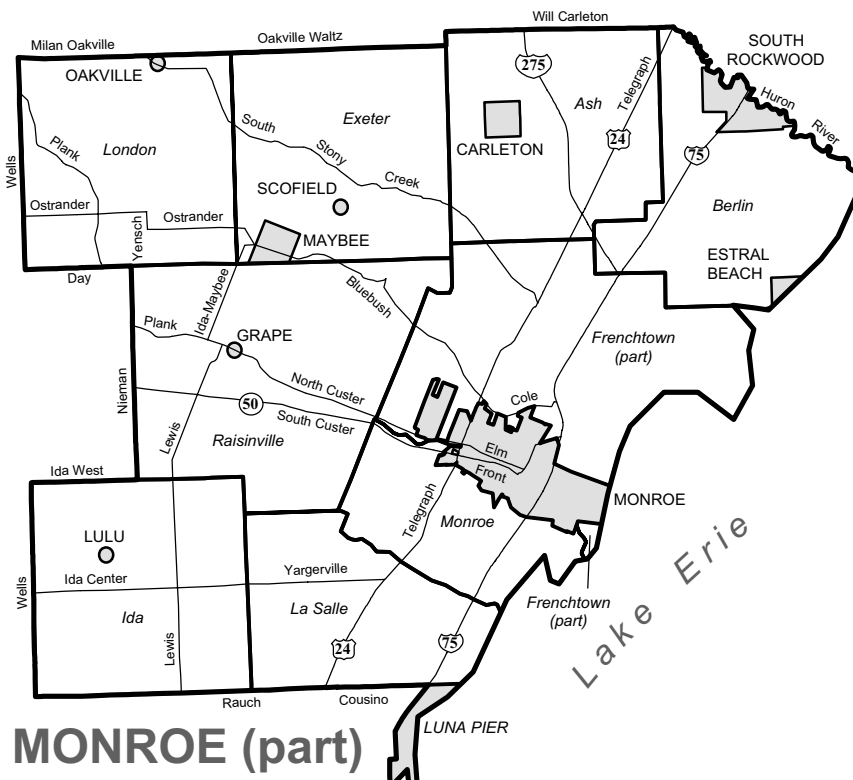 Will Carleton
Oakville Waltz
Milan Oakville
SOUTH
ROCKWOOD
OAKVILLE
275
Telegraph
Ash
Huron
River
Exeter
South
Stony
Creek
24
75
Plank
London
CARLETON
Wells
SCOFIELD
Berlin
Ostrander
Yensch
Ostrander
MAYBEE
ESTRAL
BEACH
Day
Ida-Maybee
Bluebush
Plank
GRAPE
Frenchtown
(part)
Nieman
North Custer
Cole
50
South Custer
Lewis
Raisinville
Elm
Front
Ida West
MONROE
Telegraph
Monroe
LULU
Lake Erie
Ida Center
Yargerville
Wells
Frenchtown
(part)
Ida
La Salle
Lewis
24
75
Rauch
Cousino
LUNA PIER
MONROE (part)